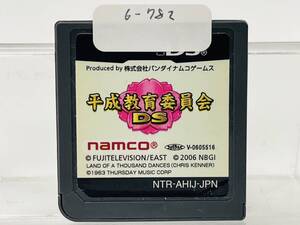 6-782
DS®
Produced by 株式会社バンダイナムコゲームス
平成教育委員会
DS
namco® V-0605516
©FUJITELEVISION/EAST ©2006 NBGI
LAND OF A THOUSAND DANCES (CHRIS KENNER)
©1963 THURSDAY MUSIC CORP
NTR-AHIJ-JPN